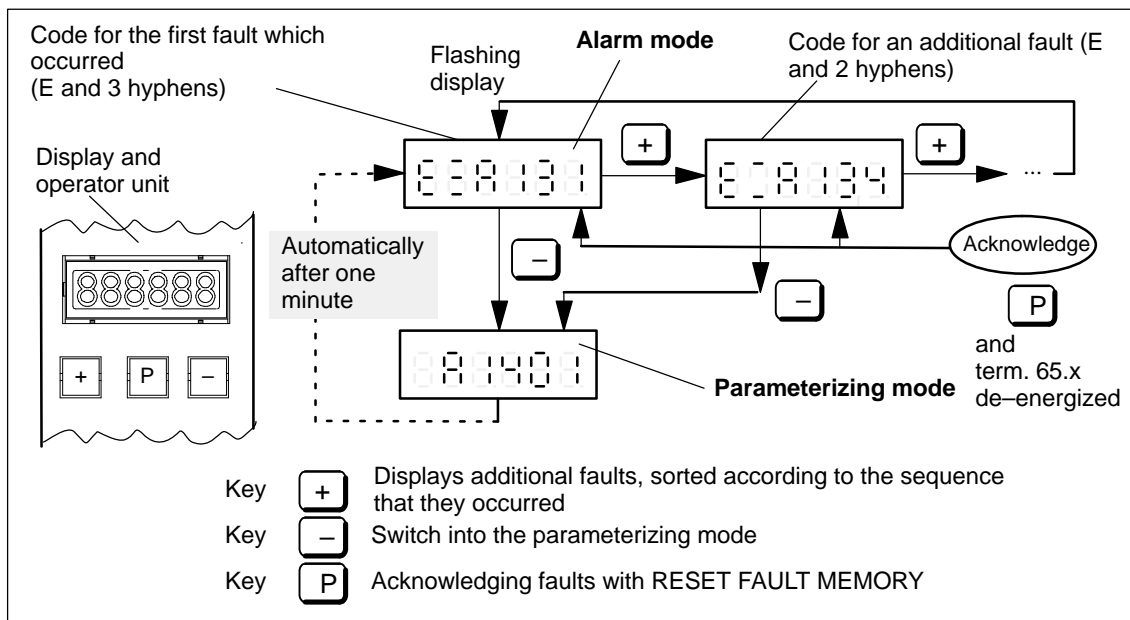 Code for the first fault which
occurred
(E and 3 hyphens)
Flashing
display
Alarm mode
Code for an additional fault (E
and 2 hyphens)
+
+
Display and
operator unit
E A 131
E _ A 134
...
Automatically
after one
minute
–
–
Acknowledge
P
and
term. 65.x
de–energized
A 1401
Parameterizing mode
+ P –
Key + Displays additional faults, sorted according to the sequence
that they occurred
Key – Switch into the parameterizing mode
Key P Acknowledging faults with RESET FAULT MEMORY